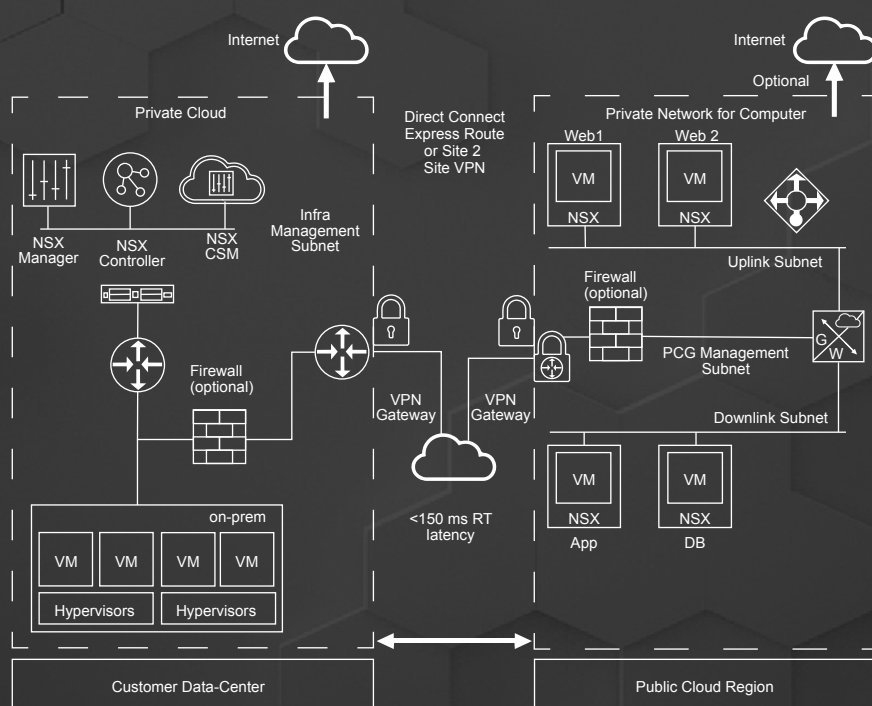 Internet
Internet
Optional
Private Cloud
Direct Connect
Express Route
or Site 2
Site VPN
Private Network for Computer
Web1
Web 2
VM
VM
NSX
NSX
NSX
Manager
NSX
Controller
NSX
CSM
Infra
Management
Subnet
Uplink Subnet
Firewall
(optional)
G
W
PCG Management
Subnet
Firewall
(optional)
VPN
Gateway
VPN
Gateway
Downlink Subnet
VM
VM
NSX
NSX
App
DB
<150 ms RT
latency
on-prem
VM
VM
VM
VM
Hypervisors
Hypervisors
Customer Data-Center
Public Cloud Region